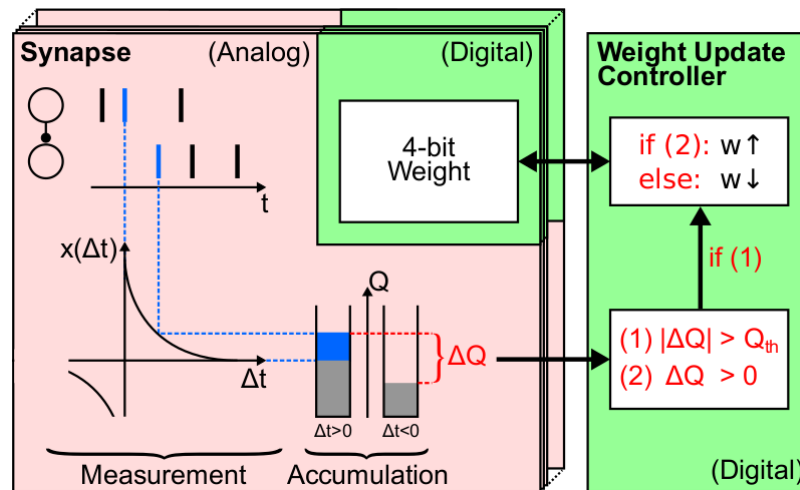 Synapse
(Analog)
(Digital)
Weight Update
Controller
4-bit
Weight
if (2): w↑
else: w↓
t
x(Δt)
if (1)
Q
(1) |ΔQ| > Qth
(2) ΔQ > 0
ΔQ
Δt
Δt>0
Δt<0
Measurement
Accumulation
(Digital)